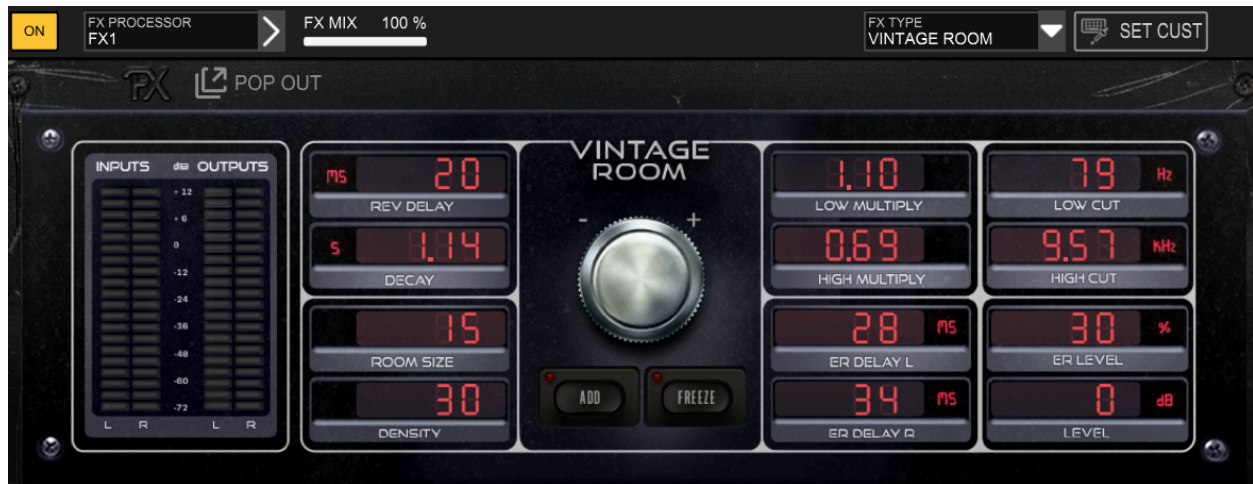 ON
FX PROCESSOR
FX1
FX MIX 100 %
FX TYPE
VINTAGE ROOM
SET CUST
FX
POP OUT
INPUTS dB OUTPUTS
+ 12
+ 6
0
-12
-24
-36
-48
-60
-72
L R L R
ms 20
REV DELAY
s 1.14
DECAY
15
ROOM SIZE
30
DENSITY
VINTAGE
ROOM
- +
ADD
FREEZE
1.10
LOW MULTIPLY
0.69
HIGH MULTIPLY
28 ms
ER DELAY L
34 ms
ER DELAY R
79 Hz
LOW CUT
9.57 KHz
HIGH CUT
30 %
ER LEVEL
0 dB
LEVEL